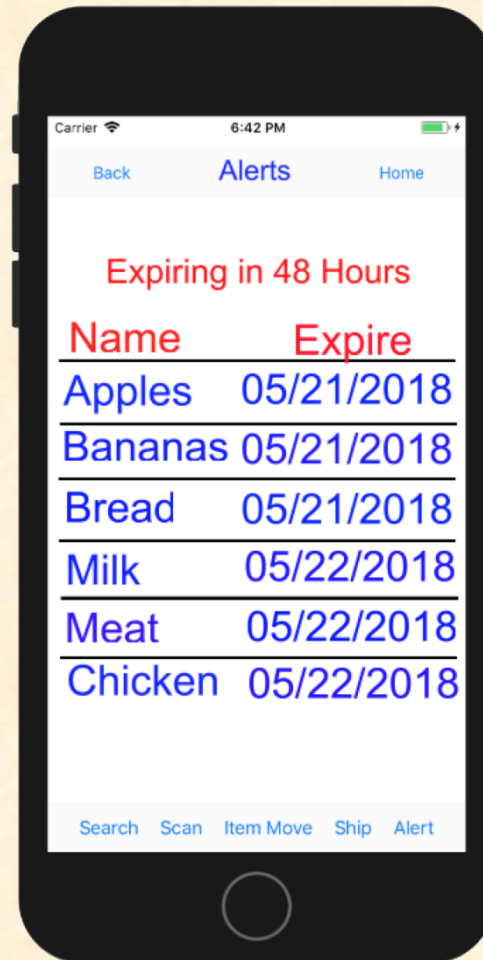 Carrier 6:42 PM
Back Alerts Home
Expiring in 48 Hours
Name Expire
Apples 05/21/2018
Bananas 05/21/2018
Bread 05/21/2018
Milk 05/22/2018
Meat 05/22/2018
Chicken 05/22/2018
Search Scan Item Move Ship Alert